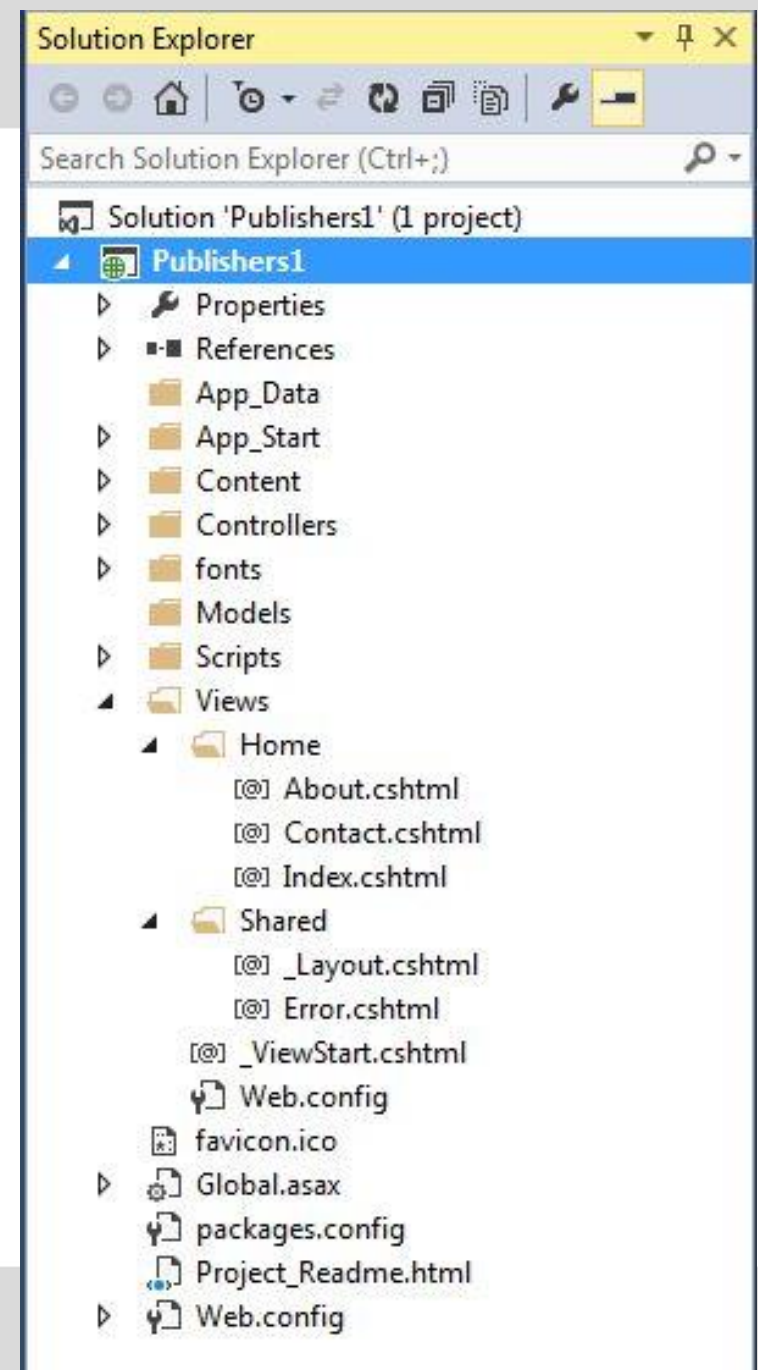 Solution Explorer
Search Solution Explorer (Ctrl+;)
Solution 'Publishers1' (1 project)
Publishers1
Properties
References
App_Data
App_Start
Content
Controllers
fonts
Models
Scripts
Views
Home
[@] About.cshtml
[@] Contact.cshtml
[@] Index.cshtml
Shared
[@] _Layout.cshtml
[@] Error.cshtml
[@] _ViewStart.cshtml
Web.config
favicon.ico
Global.asax
packages.config
Project_Readme.html
Web.config